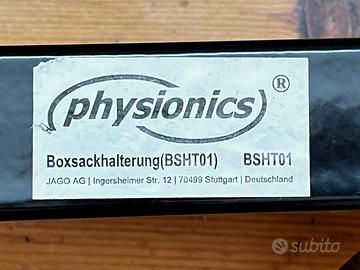 physionics®
Boxsackhalterung(BSHT01) BSHT01
JAGO AG | Ingersheimer Str. 12 | 70499 Stuttgart | Deutschland
subito